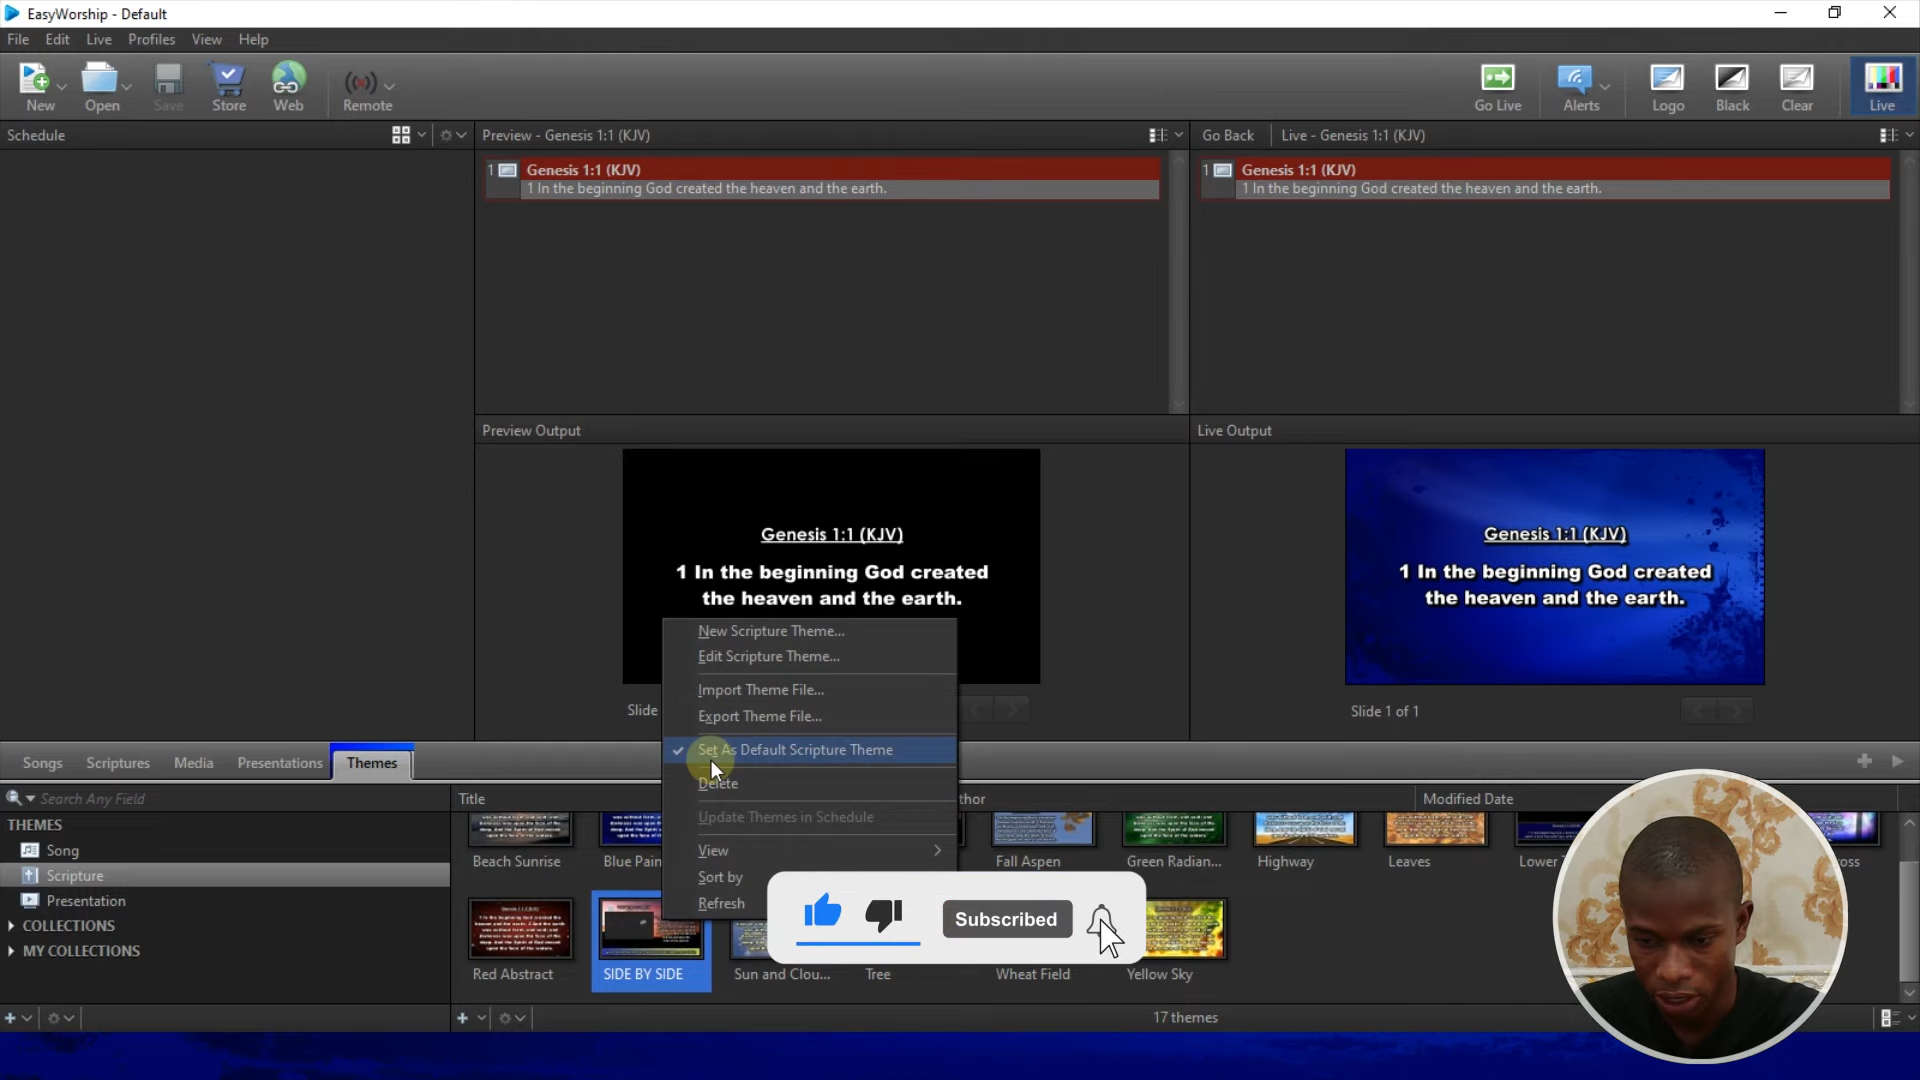 EasyWorship - Default
File Edit Live Profiles View Help
New Open Save Store Web Remote Go Live Alerts Logo Black Clear Live
Schedule
Preview - Genesis 1:1 (KJV)
Go Back Live - Genesis 1:1 (KJV)
1 Genesis 1:1 (KJV)
1 In the beginning God created the heaven and the earth.
1 Genesis 1:1 (KJV)
1 In the beginning God created the heaven and the earth.
Preview Output
Live Output
Genesis 1:1 (KJV)
1 In the beginning God created
the heaven and the earth.
Genesis 1:1 (KJV)
1 In the beginning God created
the heaven and the earth.
Slide
Slide 1 of 1
New Scripture Theme...
Edit Scripture Theme...
Import Theme File...
Export Theme File...
Set As Default Scripture Theme
Delete
Update Themes in Schedule
View
Sort by
Refresh
Songs Scriptures Media Presentations Themes
Search Any Field
THEMES
Song
Scripture
Presentation
COLLECTIONS
MY COLLECTIONS
Title
thor
Modified Date
Beach Sunrise Blue Pain Fall Aspen Green Radian... Highway Leaves Lower oss
Red Abstract SIDE BY SIDE Sun and Clou... Tree Wheat Field Yellow Sky
Subscribed
17 themes